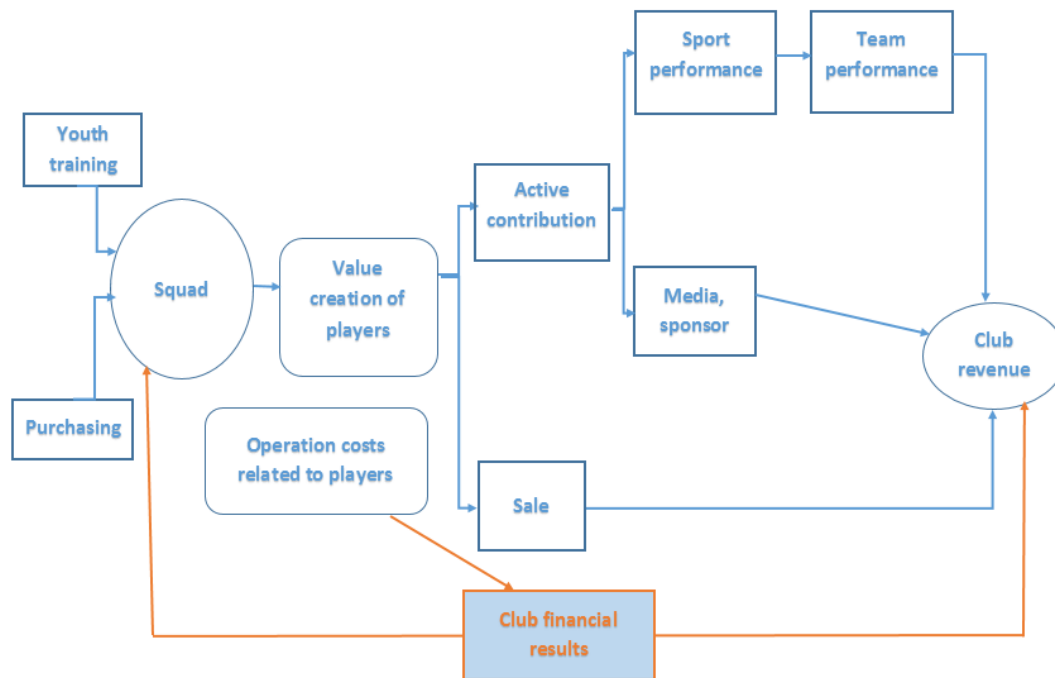 Youth
training
Purchasing
Squad
Value
creation of
players
Operation costs
related to players
Active
contribution
Sport
performance
Team
performance
Media,
sponsor
Sale
Club
revenue
Club financial
results